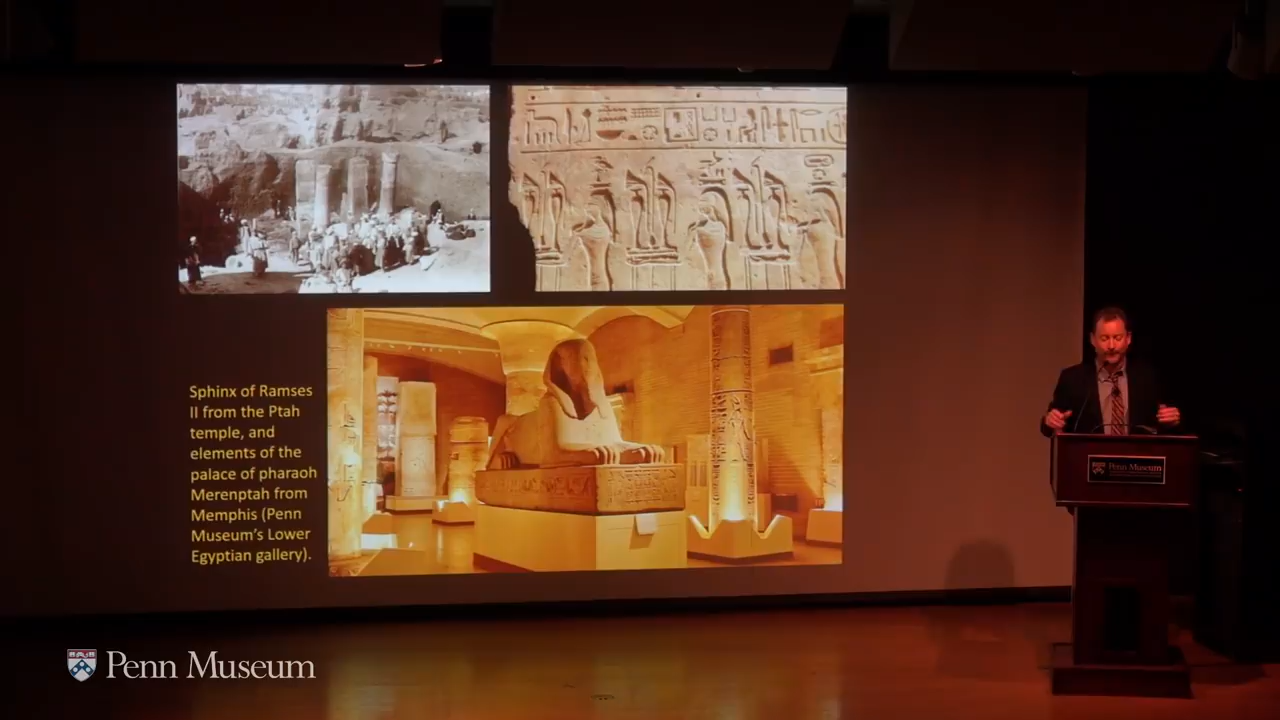 Sphinx of Ramses
II from the Ptah
temple, and
elements of the
palace of pharaoh
Merenptah from
Memphis (Penn
Museum's Lower
Egyptian gallery).
Penn Museum
Penn Museum